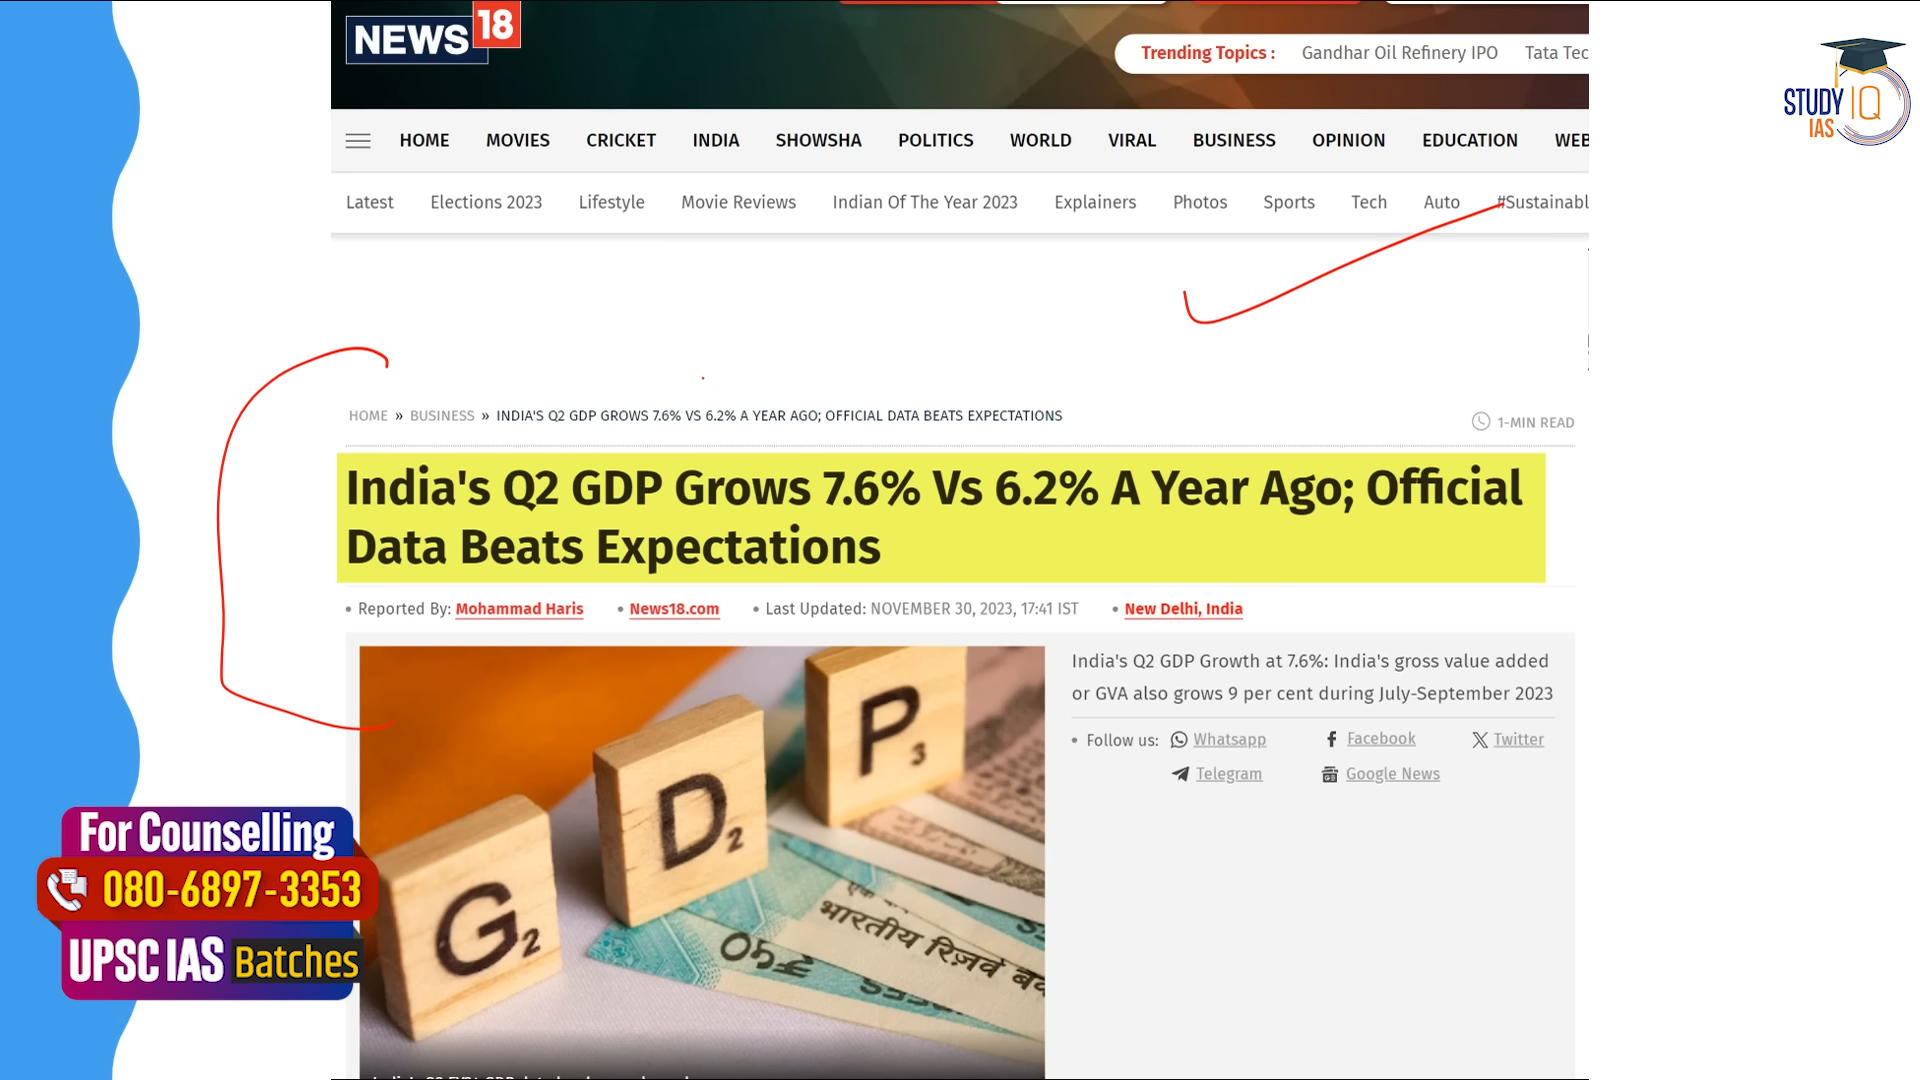 NEWS 18
Trending Topics : Gandhar Oil Refinery IPO Tata Tec
STUDY IQ
IAS
HOME MOVIES CRICKET INDIA SHOWSHA POLITICS WORLD VIRAL BUSINESS OPINION EDUCATION WEB
Latest Elections 2023 Lifestyle Movie Reviews Indian Of The Year 2023 Explainers Photos Sports Tech Auto #Sustainabl
HOME » BUSINESS » INDIA'S Q2 GDP GROWS 7.6% VS 6.2% A YEAR AGO; OFFICIAL DATA BEATS EXPECTATIONS
1-MIN READ
India's Q2 GDP Grows 7.6% Vs 6.2% A Year Ago; Official
Data Beats Expectations
• Reported By: Mohammad Haris • News18.com • Last Updated: NOVEMBER 30, 2023, 17:41 IST • New Delhi, India
India's Q2 GDP Growth at 7.6%: India's gross value added
or GVA also grows 9 per cent during July-September 2023
• Follow us: Whatsapp Facebook Twitter
Telegram Google News
G2
D2
P3
भारतीय रिज़र्व
For Counselling
080-6897-3353
UPSC IAS Batches